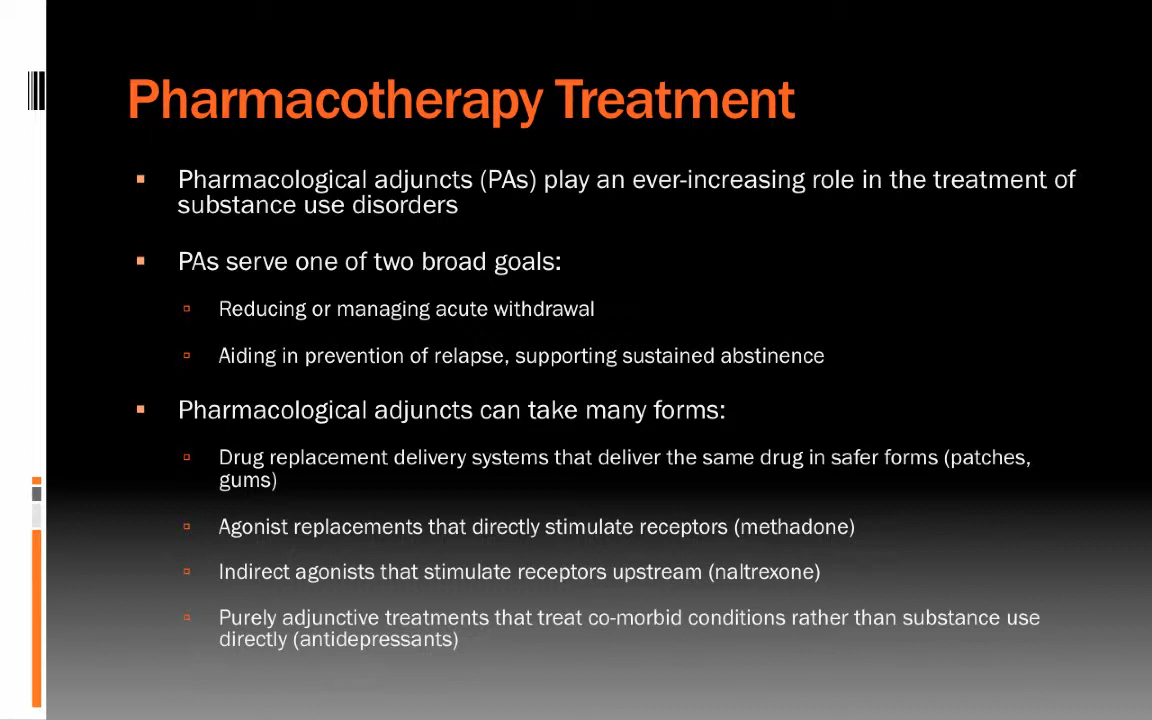 Pharmacotherapy Treatment
Pharmacological adjuncts (PAs) play an ever-increasing role in the treatment of
substance use disorders
PAs serve one of two broad goals:
Reducing or managing acute withdrawal
Aiding in prevention of relapse, supporting sustained abstinence
Pharmacological adjuncts can take many forms:
Drug replacement delivery systems that deliver the same drug in safer forms (patches,
gums)
Agonist replacements that directly stimulate receptors (methadone)
Indirect agonists that stimulate receptors upstream (naltrexone)
Purely adjunctive treatments that treat co-morbid conditions rather than substance use
directly (antidepressants)